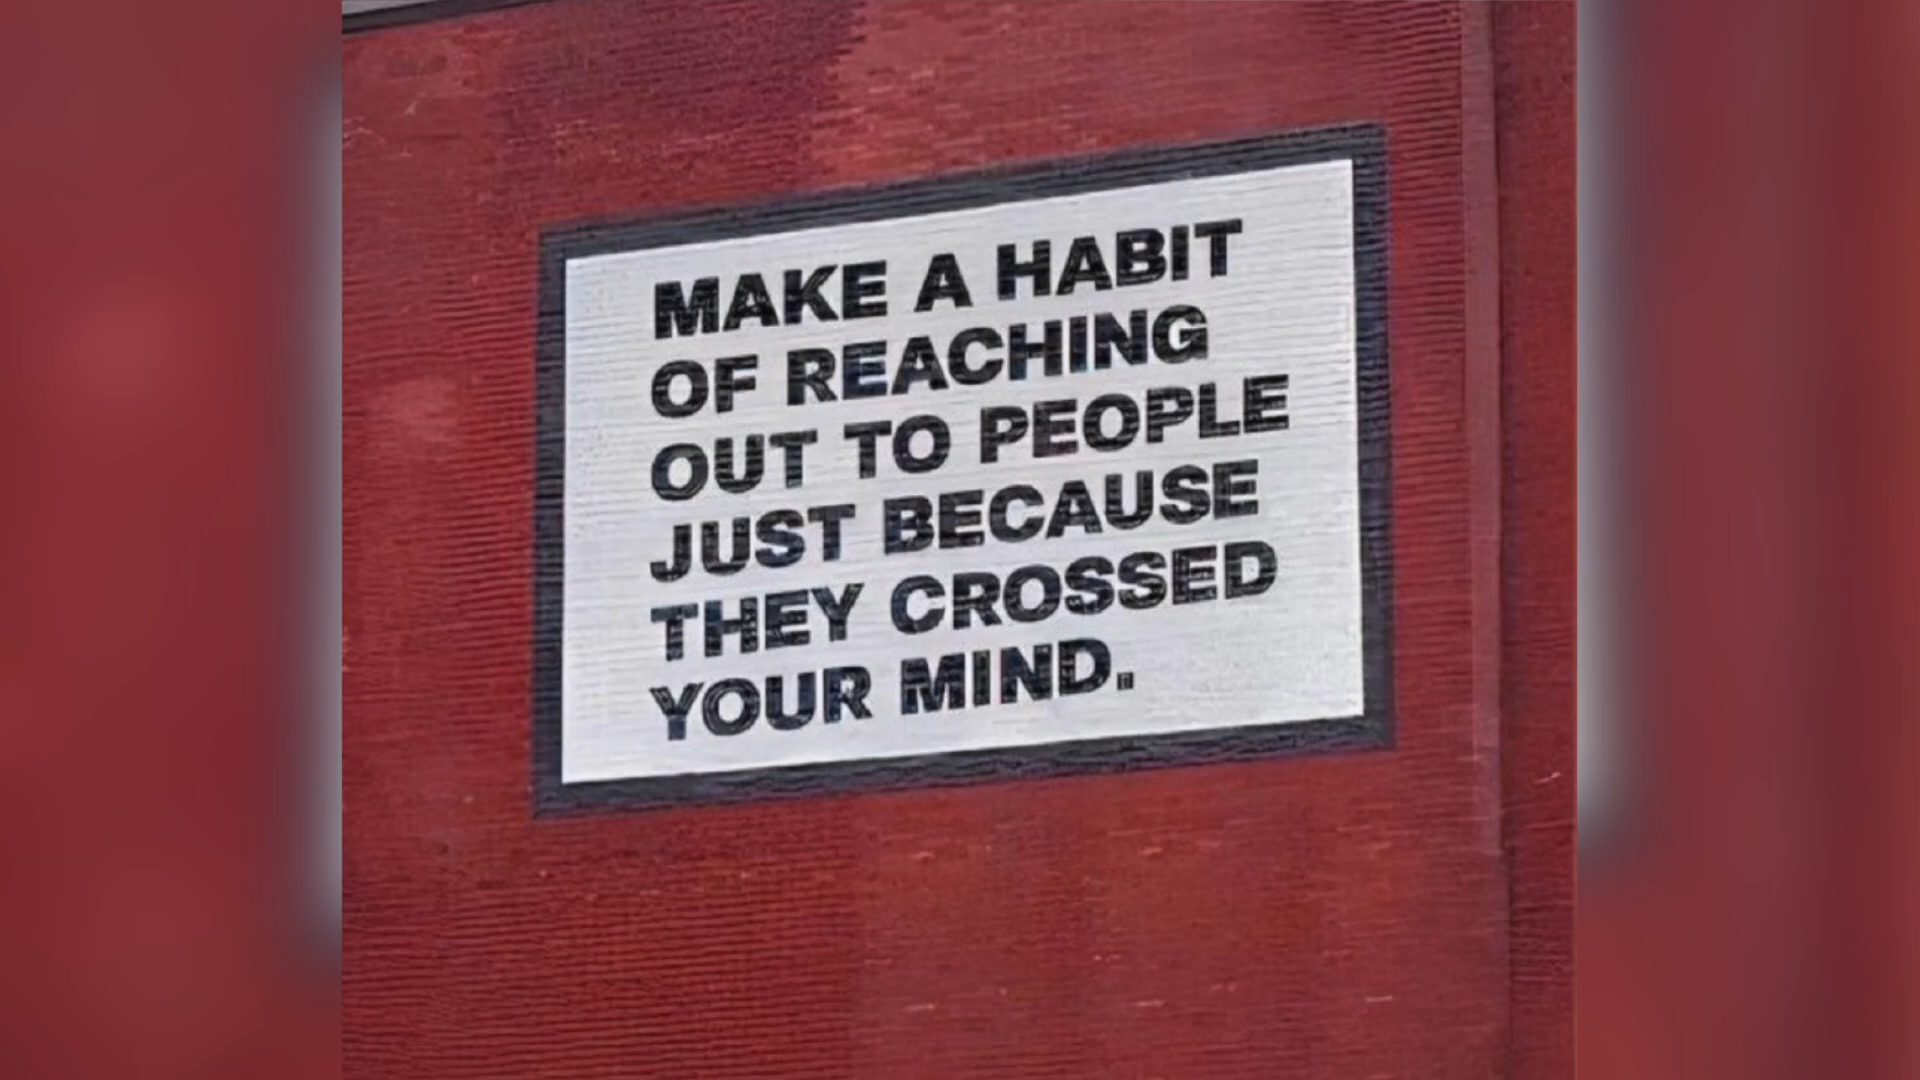 MAKE A HABIT
OF REACHING
OUT TO PEOPLE
JUST BECAUSE
THEY CROSSED
YOUR MIND.